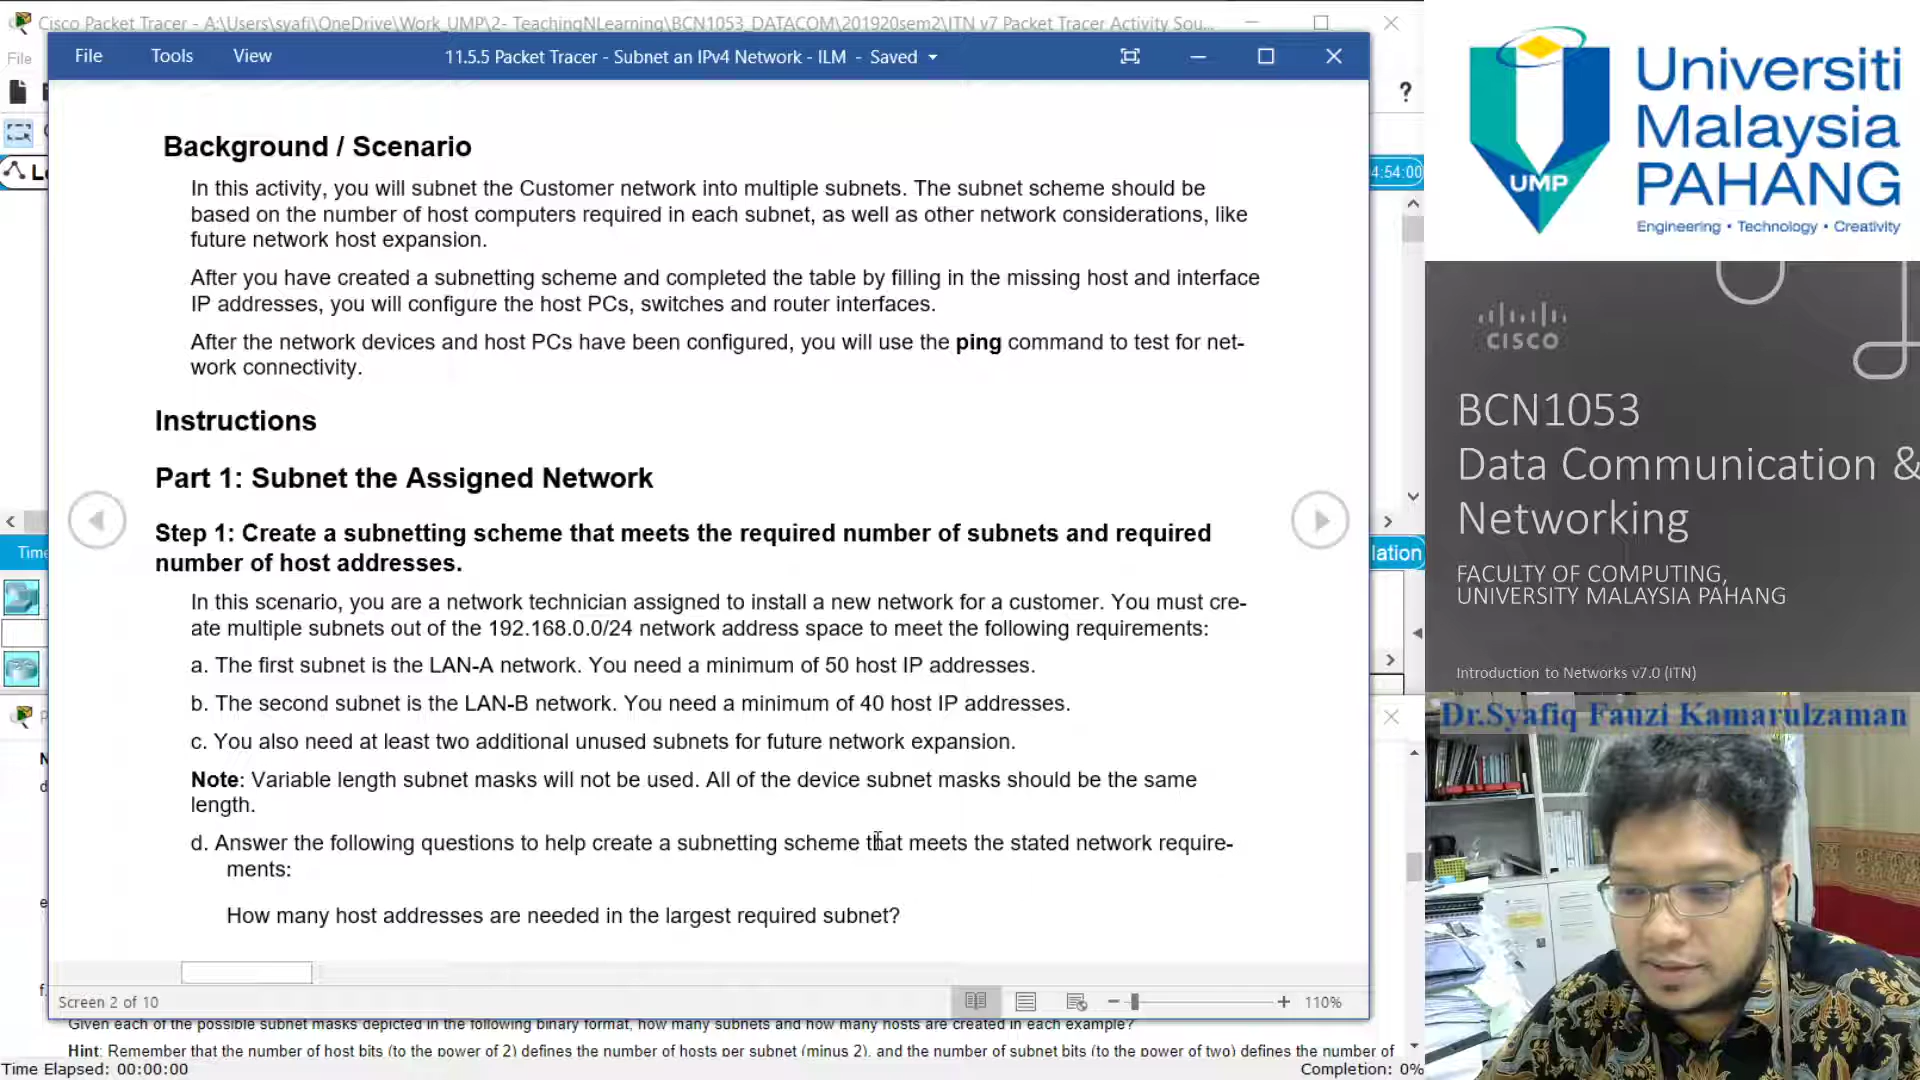 Cisco Packet Tracer - A:\Users\syafi\OneDrive\Work_UMP\2- TeachingNLearning\BCN1053_DATACOM\201920sem2\ITN v7 Packet Tracer Activity Sou...
File
File Tools View 11.5.5 Packet Tracer - Subnet an IPv4 Network - ILM - Saved
?
4:54:00
Background / Scenario
In this activity, you will subnet the Customer network into multiple subnets. The subnet scheme should be
based on the number of host computers required in each subnet, as well as other network considerations, like
future network host expansion.
After you have created a subnetting scheme and completed the table by filling in the missing host and interface
IP addresses, you will configure the host PCs, switches and router interfaces.
After the network devices and host PCs have been configured, you will use the ping command to test for net-
work connectivity.
Instructions
Part 1: Subnet the Assigned Network
Step 1: Create a subnetting scheme that meets the required number of subnets and required
number of host addresses.
In this scenario, you are a network technician assigned to install a new network for a customer. You must cre-
ate multiple subnets out of the 192.168.0.0/24 network address space to meet the following requirements:
a. The first subnet is the LAN-A network. You need a minimum of 50 host IP addresses.
b. The second subnet is the LAN-B network. You need a minimum of 40 host IP addresses.
c. You also need at least two additional unused subnets for future network expansion.
Note: Variable length subnet masks will not be used. All of the device subnet masks should be the same
length.
d. Answer the following questions to help create a subnetting scheme that meets the stated network require-
ments:
How many host addresses are needed in the largest required subnet?
Screen 2 of 10
110%
Time
lation
Given each of the possible subnet masks depicted in the following binary format, how many subnets and how many hosts are created in each example?
Hint: Remember that the number of host bits (to the power of 2) defines the number of hosts per subnet (minus 2), and the number of subnet bits (to the power of two) defines the number of
Time Elapsed: 00:00:00
Completion: 0%
UMP
Universiti
Malaysia
PAHANG
Engineering • Technology • Creativity
CISCO
BCN1053
Data Communication &
Networking
FACULTY OF COMPUTING,
UNIVERSITY MALAYSIA PAHANG
Introduction to Networks v7.0 (ITN)
Dr.Syafiq Fauzi Kamarulzaman